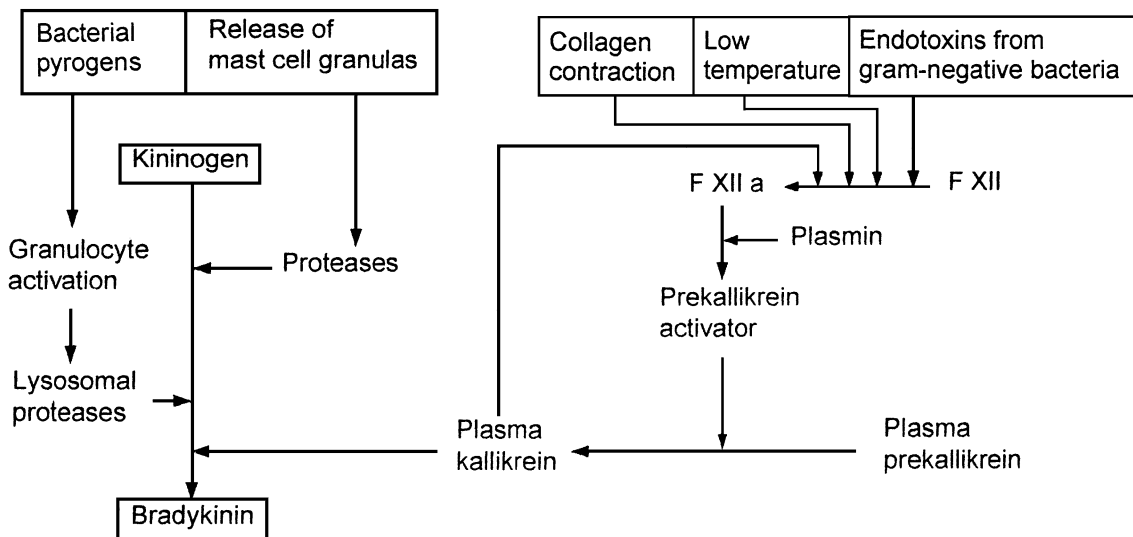 Bacterial
pyrogens
Release of
mast cell granulas
Collagen
contraction
Low
temperature
Endotoxins from
gram-negative bacteria
Kininogen
F XII a
F XII
Plasmin
Granulocyte
activation
Proteases
Prekallikrein
activator
Lysosomal
proteases
Plasma
kallikrein
Plasma
prekallikrein
Bradykinin